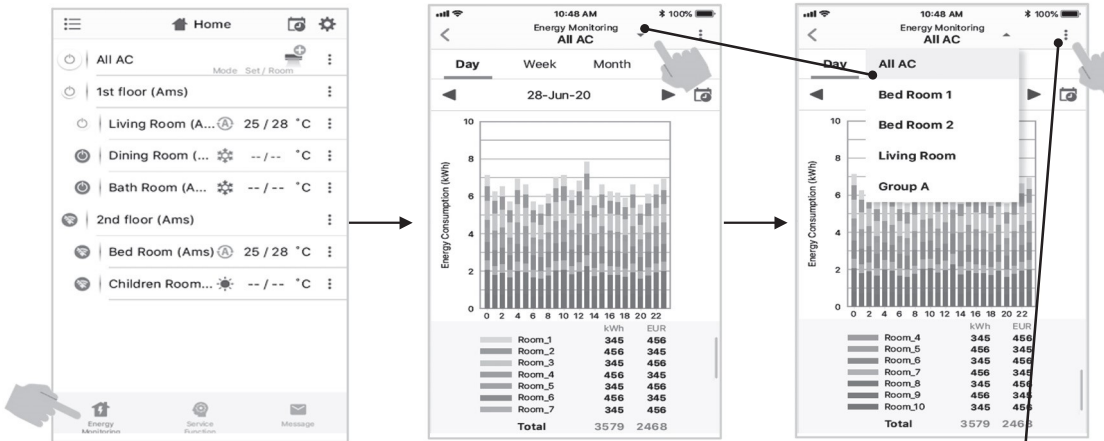 Home
All AC
Mode Set / Room
1st floor (Ams)
Living Room (A... A 25 / 28 °C
Dining Room (... -- / -- °C
Bath Room (A... -- / -- °C
2nd floor (Ams)
Bed Room (Ams) A 25 / 28 °C
Children Room... -- / -- °C
Energy Monitoring
Service Function
Message
10:48 AM 100%
Energy Monitoring
All AC
Day Week Month
28-Jun-20
Energy Consumption (kWh)
10
8
6
4
2
0
0 2 4 6 8 10 12 14 16 18 20 22
kWh EUR
Room_1 345 456
Room_2 456 345
Room_3 345 456
Room_4 456 345
Room_5 345 456
Room_6 456 345
Room_7 345 456
Total 3579 2468
10:48 AM 100%
Energy Monitoring
All AC
Day
All AC
Bed Room 1
Bed Room 2
Living Room
Group A
Energy Consumption (kWh)
10
8
6
4
2
0
0 2 4 6 8 10 12 14 16 18 20 22
kWh EUR
Room_4 345 456
Room_5 456 345
Room_6 345 456
Room_7 456 345
Room_8 345 456
Room_9 456 345
Room_10 345 456
Total 3579 2468